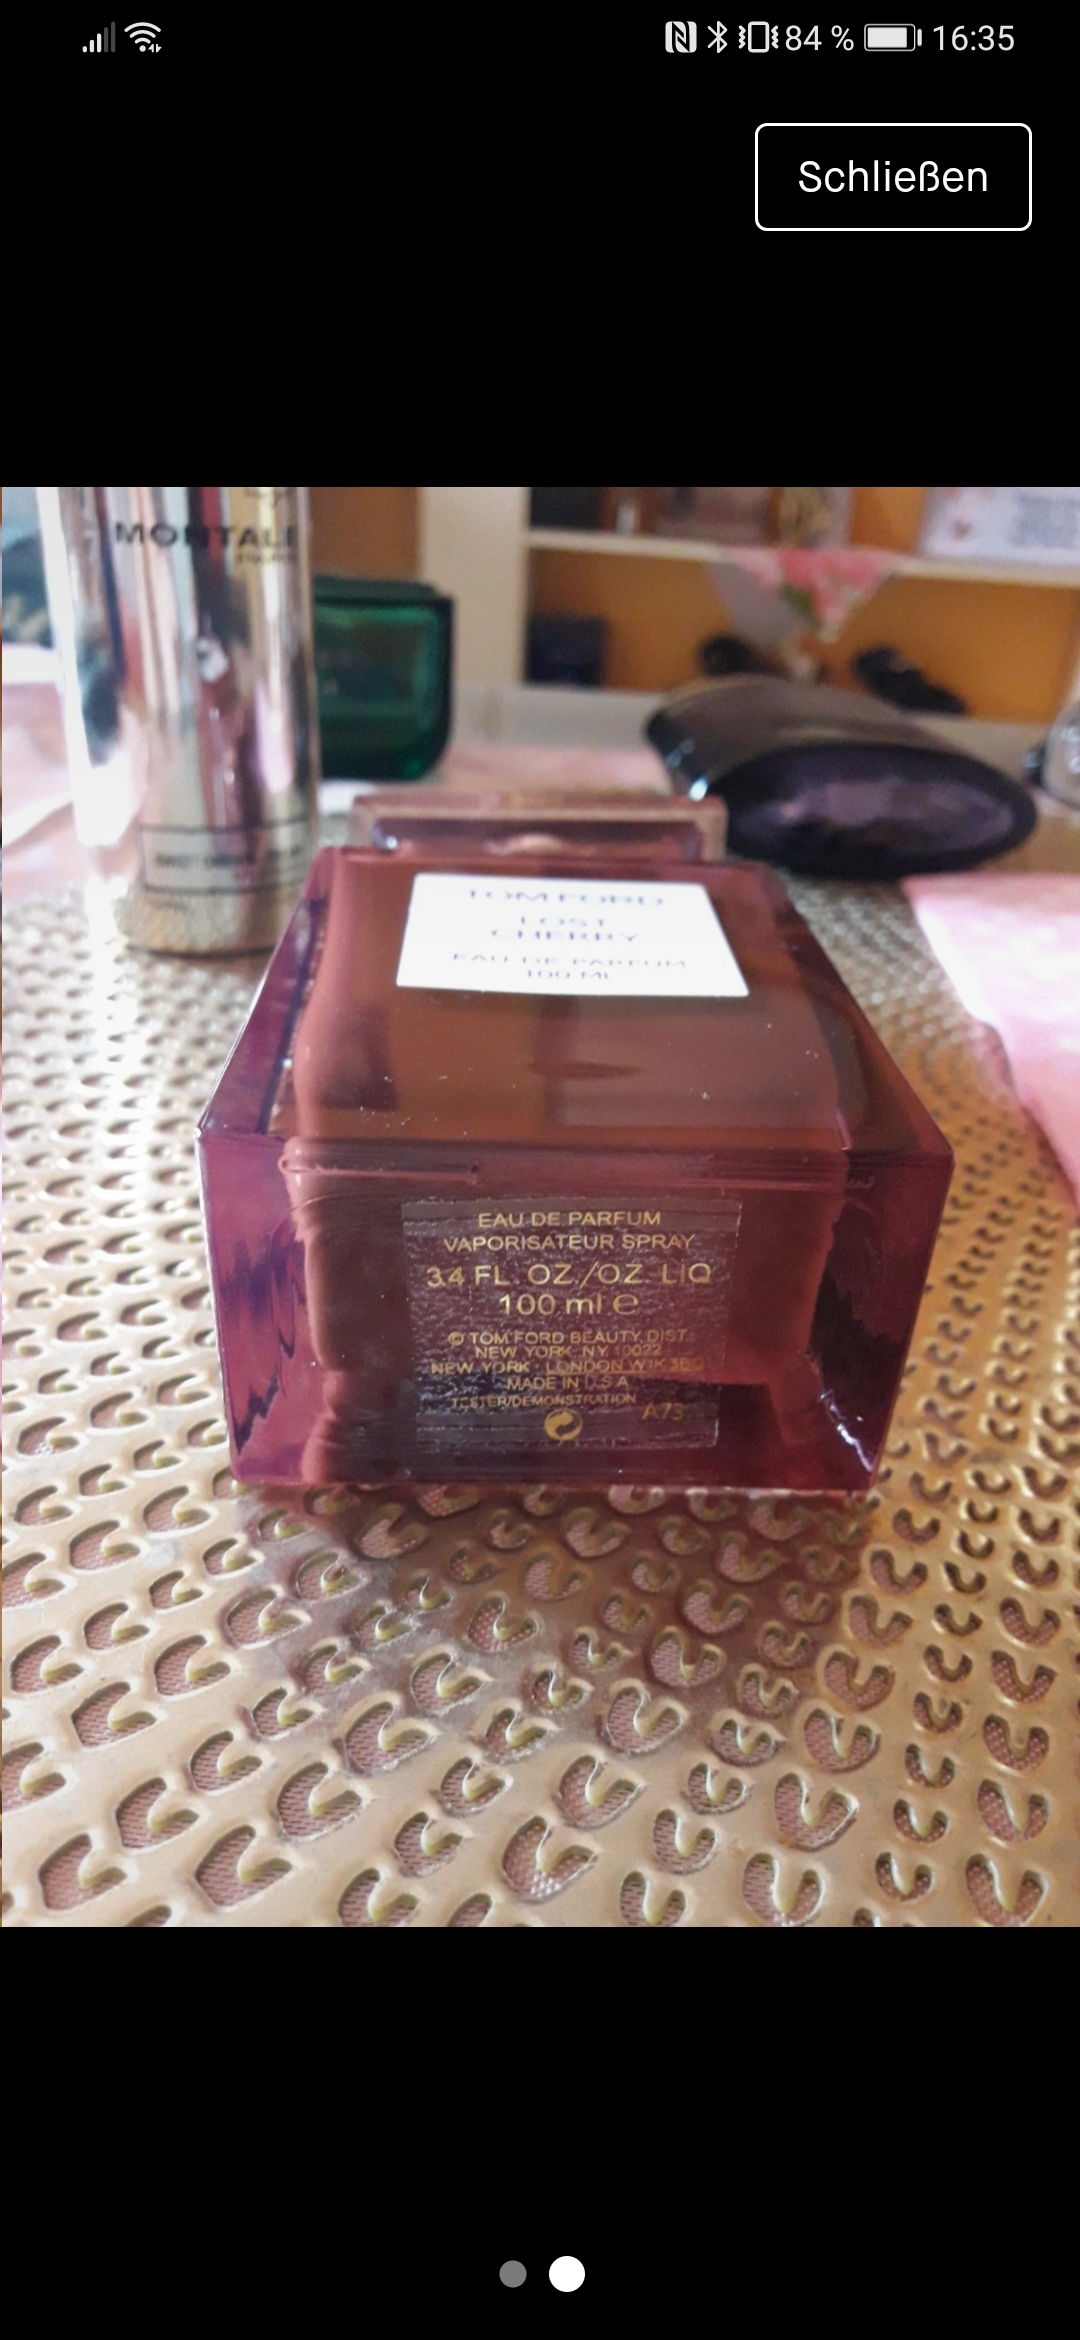 84 % 16:35
Schließen
MONTALE
TOM FORD
LOST
CHERRY
EAU DE PARFUM
100 Ml
EAU DE PARFUM
VAPORISATEUR SPRAY
3.4 FL. OZ./OZ. LIQ
100 ml e
© TOM FORD BEAUTY, DIST.
NEW YORK, NY 10022
NEW YORK · LONDON W1K 3BQ
MADE IN U.S.A
TESTER/DEMONSTRATION
A73